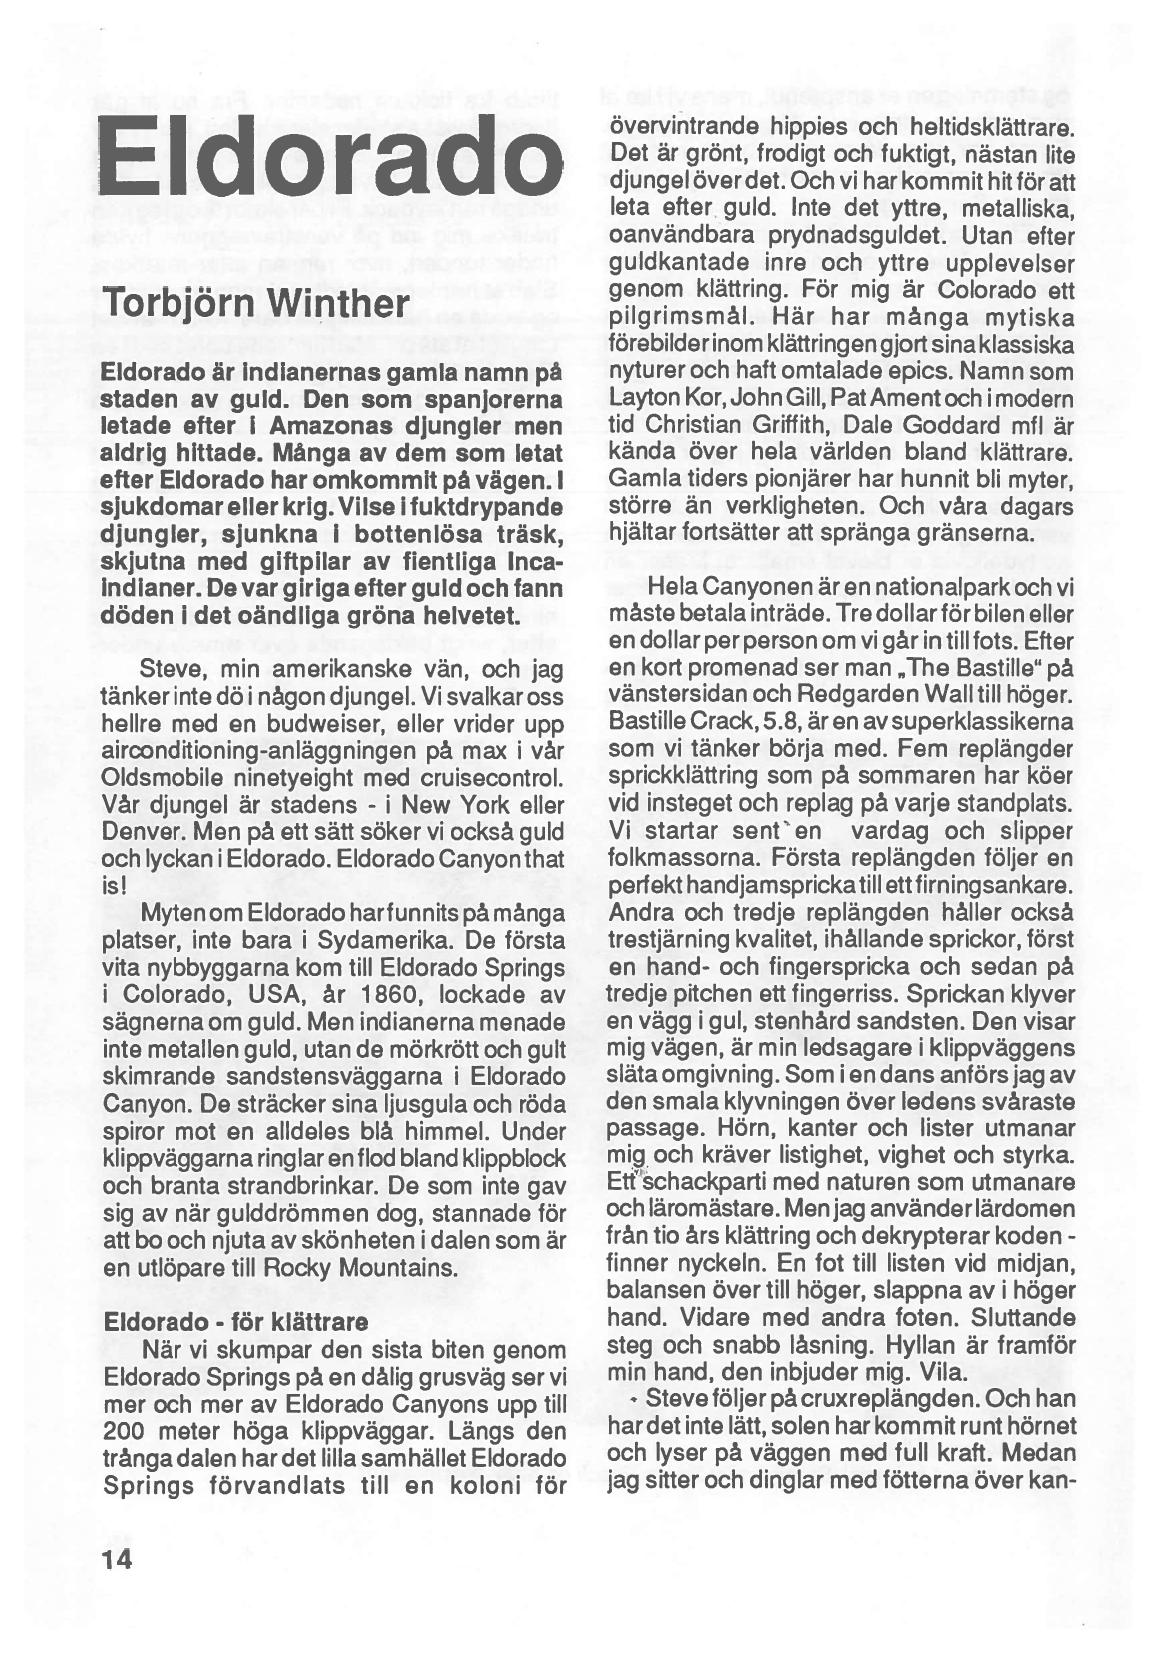 Eldorado
Torbjörn Winther
Eldorado är indianernas gamla namn på
staden av guld. Den som spanjorerna
letade efter i Amazonas djungler men
aldrig hittade. Många av dem som letat
efter Eldorado har omkommit på vägen. I
sjukdomar eller krig. Vilse i fuktdrypande
djungler, sjunkna i bottenlösa träsk,
skjutna med giftpilar av fientliga Inca-
indianer. De var giriga efter guld och fann
döden i det oändliga gröna helvetet.
Steve, min amerikanske vän, och jag
tänker inte dö i någon djungel. Vi svalkar oss
hellre med en budweiser, eller vrider upp
airconditioning-anläggningen på max i vår
Oldsmobile ninetyeight med cruisecontrol.
Vår djungel är stadens - i New York eller
Denver. Men på ett sätt söker vi också guld
och lyckan i Eldorado. Eldorado Canyon that
is!
Myten om Eldorado har funnits på många
platser, inte bara i Sydamerika. De första
vita nybbyggarna kom till Eldorado Springs
i Colorado, USA, år 1860, lockade av
sägnerna om guld. Men indianerna menade
inte metallen guld, utan de mörkrött och gult
skimrande sandstensväggarna i Eldorado
Canyon. De sträcker sina ljusgula och röda
spiror mot en alldeles blå himmel. Under
klippväggarna ringlar en flod bland klippblock
och branta strandbrinkar. De som inte gav
sig av när gulddrömmen dog, stannade för
att bo och njuta av skönheten i dalen som är
en utlöpare till Rocky Mountains.
Eldorado - för klättrare
När vi skumpar den sista biten genom
Eldorado Springs på en dålig grusväg ser vi
mer och mer av Eldorado Canyons upp till
200 meter höga klippväggar. Längs den
trånga dalen har det lilla samhället Eldorado
Springs förvandlats till en koloni för
övervintrande hippies och heltidsklättrare.
Det är grönt, frodigt och fuktigt, nästan lite
djungel över det. Och vi har kommit hit för att
leta efter guld. Inte det yttre, metalliska,
oanvändbara prydnadsguldet. Utan efter
guldkantade inre och yttre upplevelser
genom klättring. För mig är Colorado ett
pilgrimsmål. Här har många mytiska
förebilder inom klättringen gjort sina klassiska
nyturer och haft omtalade epics. Namn som
Layton Kor, John Gill, Pat Ament och i modern
tid Christian Griffith, Dale Goddard mfl är
kända över hela världen bland klättrare.
Gamla tiders pionjärer har hunnit bli myter,
större än verkligheten. Och våra dagars
hjältar fortsätter att spränga gränserna.
Hela Canyonen är en nationalpark och vi
måste betala inträde. Tre dollar för bilen eller
en dollar per person om vi går in till fots. Efter
en kort promenad ser man „The Bastille“ på
vänstersidan och Redgarden Wall till höger.
Bastille Crack, 5.8, är en av superklassikerna
som vi tänker börja med. Fem replängder
sprickklättring som på sommaren har köer
vid insteget och replag på varje standplats.
Vi startar sent en vardag och slipper
folkmassorna. Första replängden följer en
perfekt handjamspricka till ett firningsankare.
Andra och tredje replängden håller också
trestjärning kvalitet, ihållande sprickor, först
en hand- och fingerspricka och sedan på
tredje pitchen ett fingerriss. Sprickan klyver
en vägg i gul, stenhård sandsten. Den visar
mig vägen, är min ledsagare i klippväggens
släta omgivning. Som i en dans anförs jag av
den smala klyvningen över ledens svåraste
passage. Hörn, kanter och lister utmanar
mig och kräver listighet, vighet och styrka.
Ett schackparti med naturen som utmanare
och läromästare. Men jag använder lärdomen
från tio års klättring och dekrypterar koden -
finner nyckeln. En fot till listen vid midjan,
balansen över till höger, slappna av i höger
hand. Vidare med andra foten. Sluttande
steg och snabb låsning. Hyllan är framför
min hand, den inbjuder mig. Vila.
Steve följer på cruxreplängden. Och han
har det inte lätt, solen har kommit runt hörnet
och lyser på väggen med full kraft. Medan
jag sitter och dinglar med fötterna över kan-
14